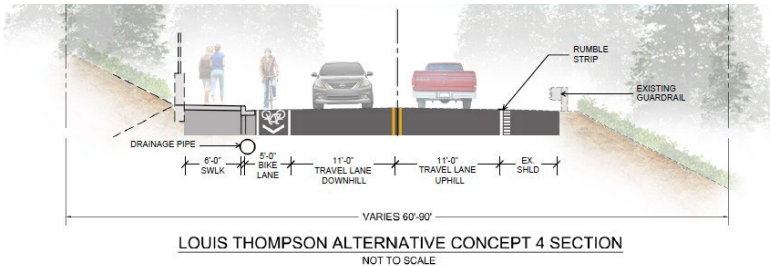 RUMBLE
STRIP
EXISTING
GUARDRAIL
DRAINAGE PIPE
6'-0"
SWLK
5'-0"
BIKE
LANE
11'-0"
TRAVEL LANE
DOWNHILL
11'-0"
TRAVEL LANE
UPHILL
EX.
SHLD
VARIES 60'-90'
LOUIS THOMPSON ALTERNATIVE CONCEPT 4 SECTION
NOT TO SCALE